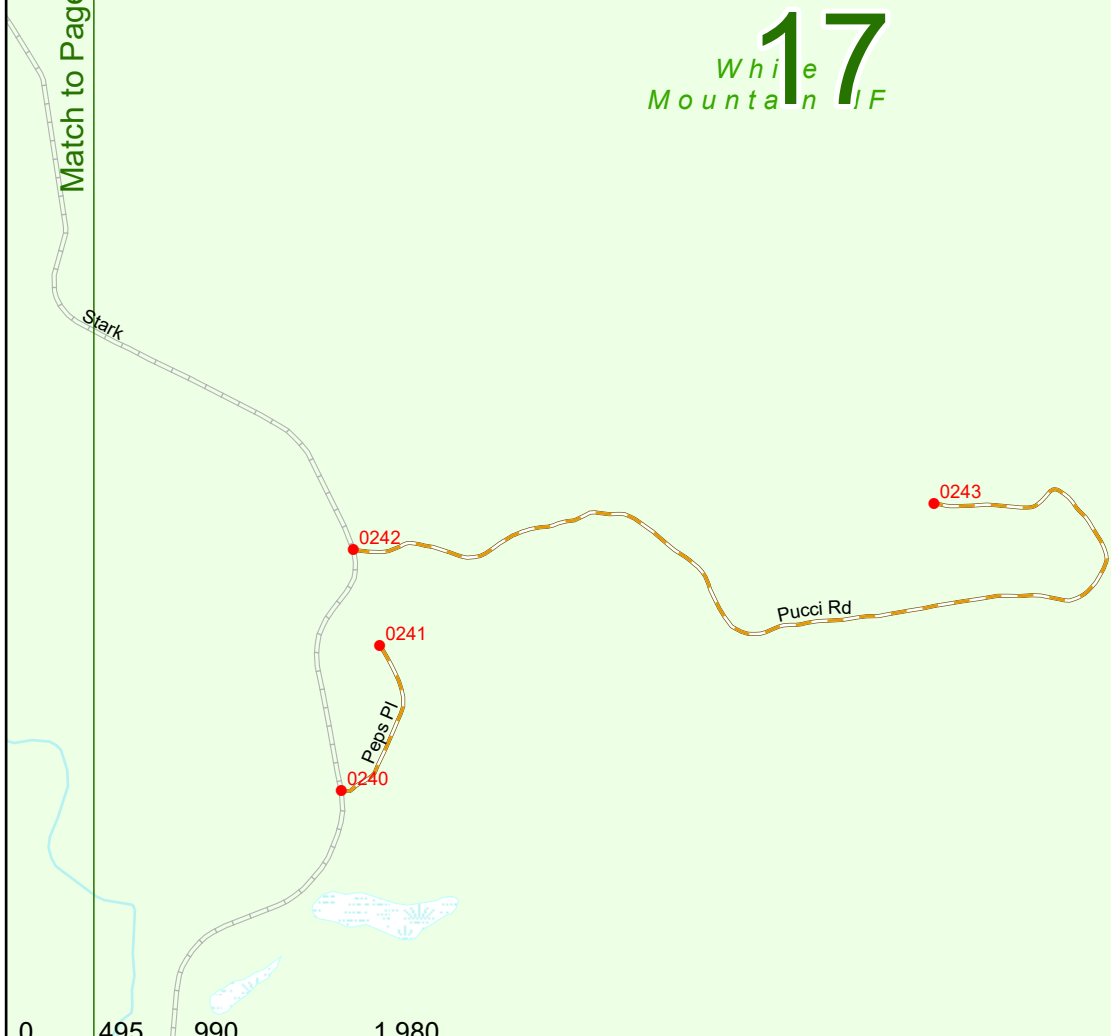 Match to Page
17
White
Mountain NF
Stark
0243
0242
Pucci Rd
0241
Peps Pl
0240
0 495 990 1,980